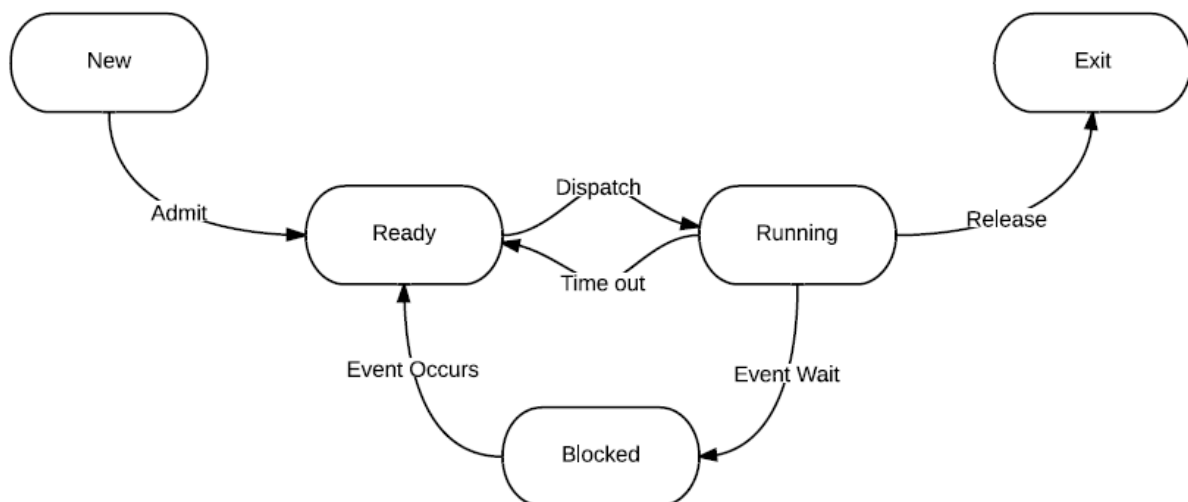 New
Exit
Dispatch
Admit
Release
Ready
Running
Time out
Event Occurs
Event Wait
Blocked